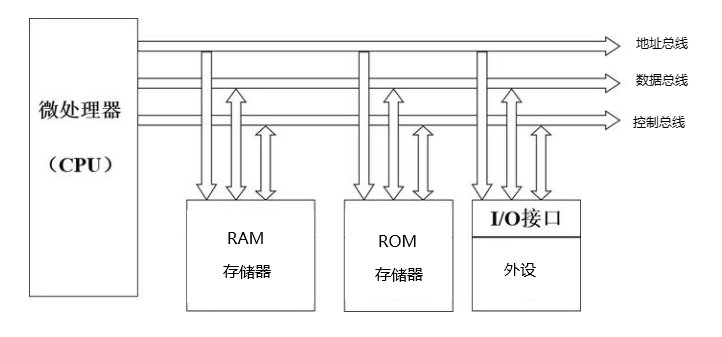 地址总线
数据总线
控制总线
微处理器
（CPU）
RAM
存储器
ROM
存储器
I/O接口
外设